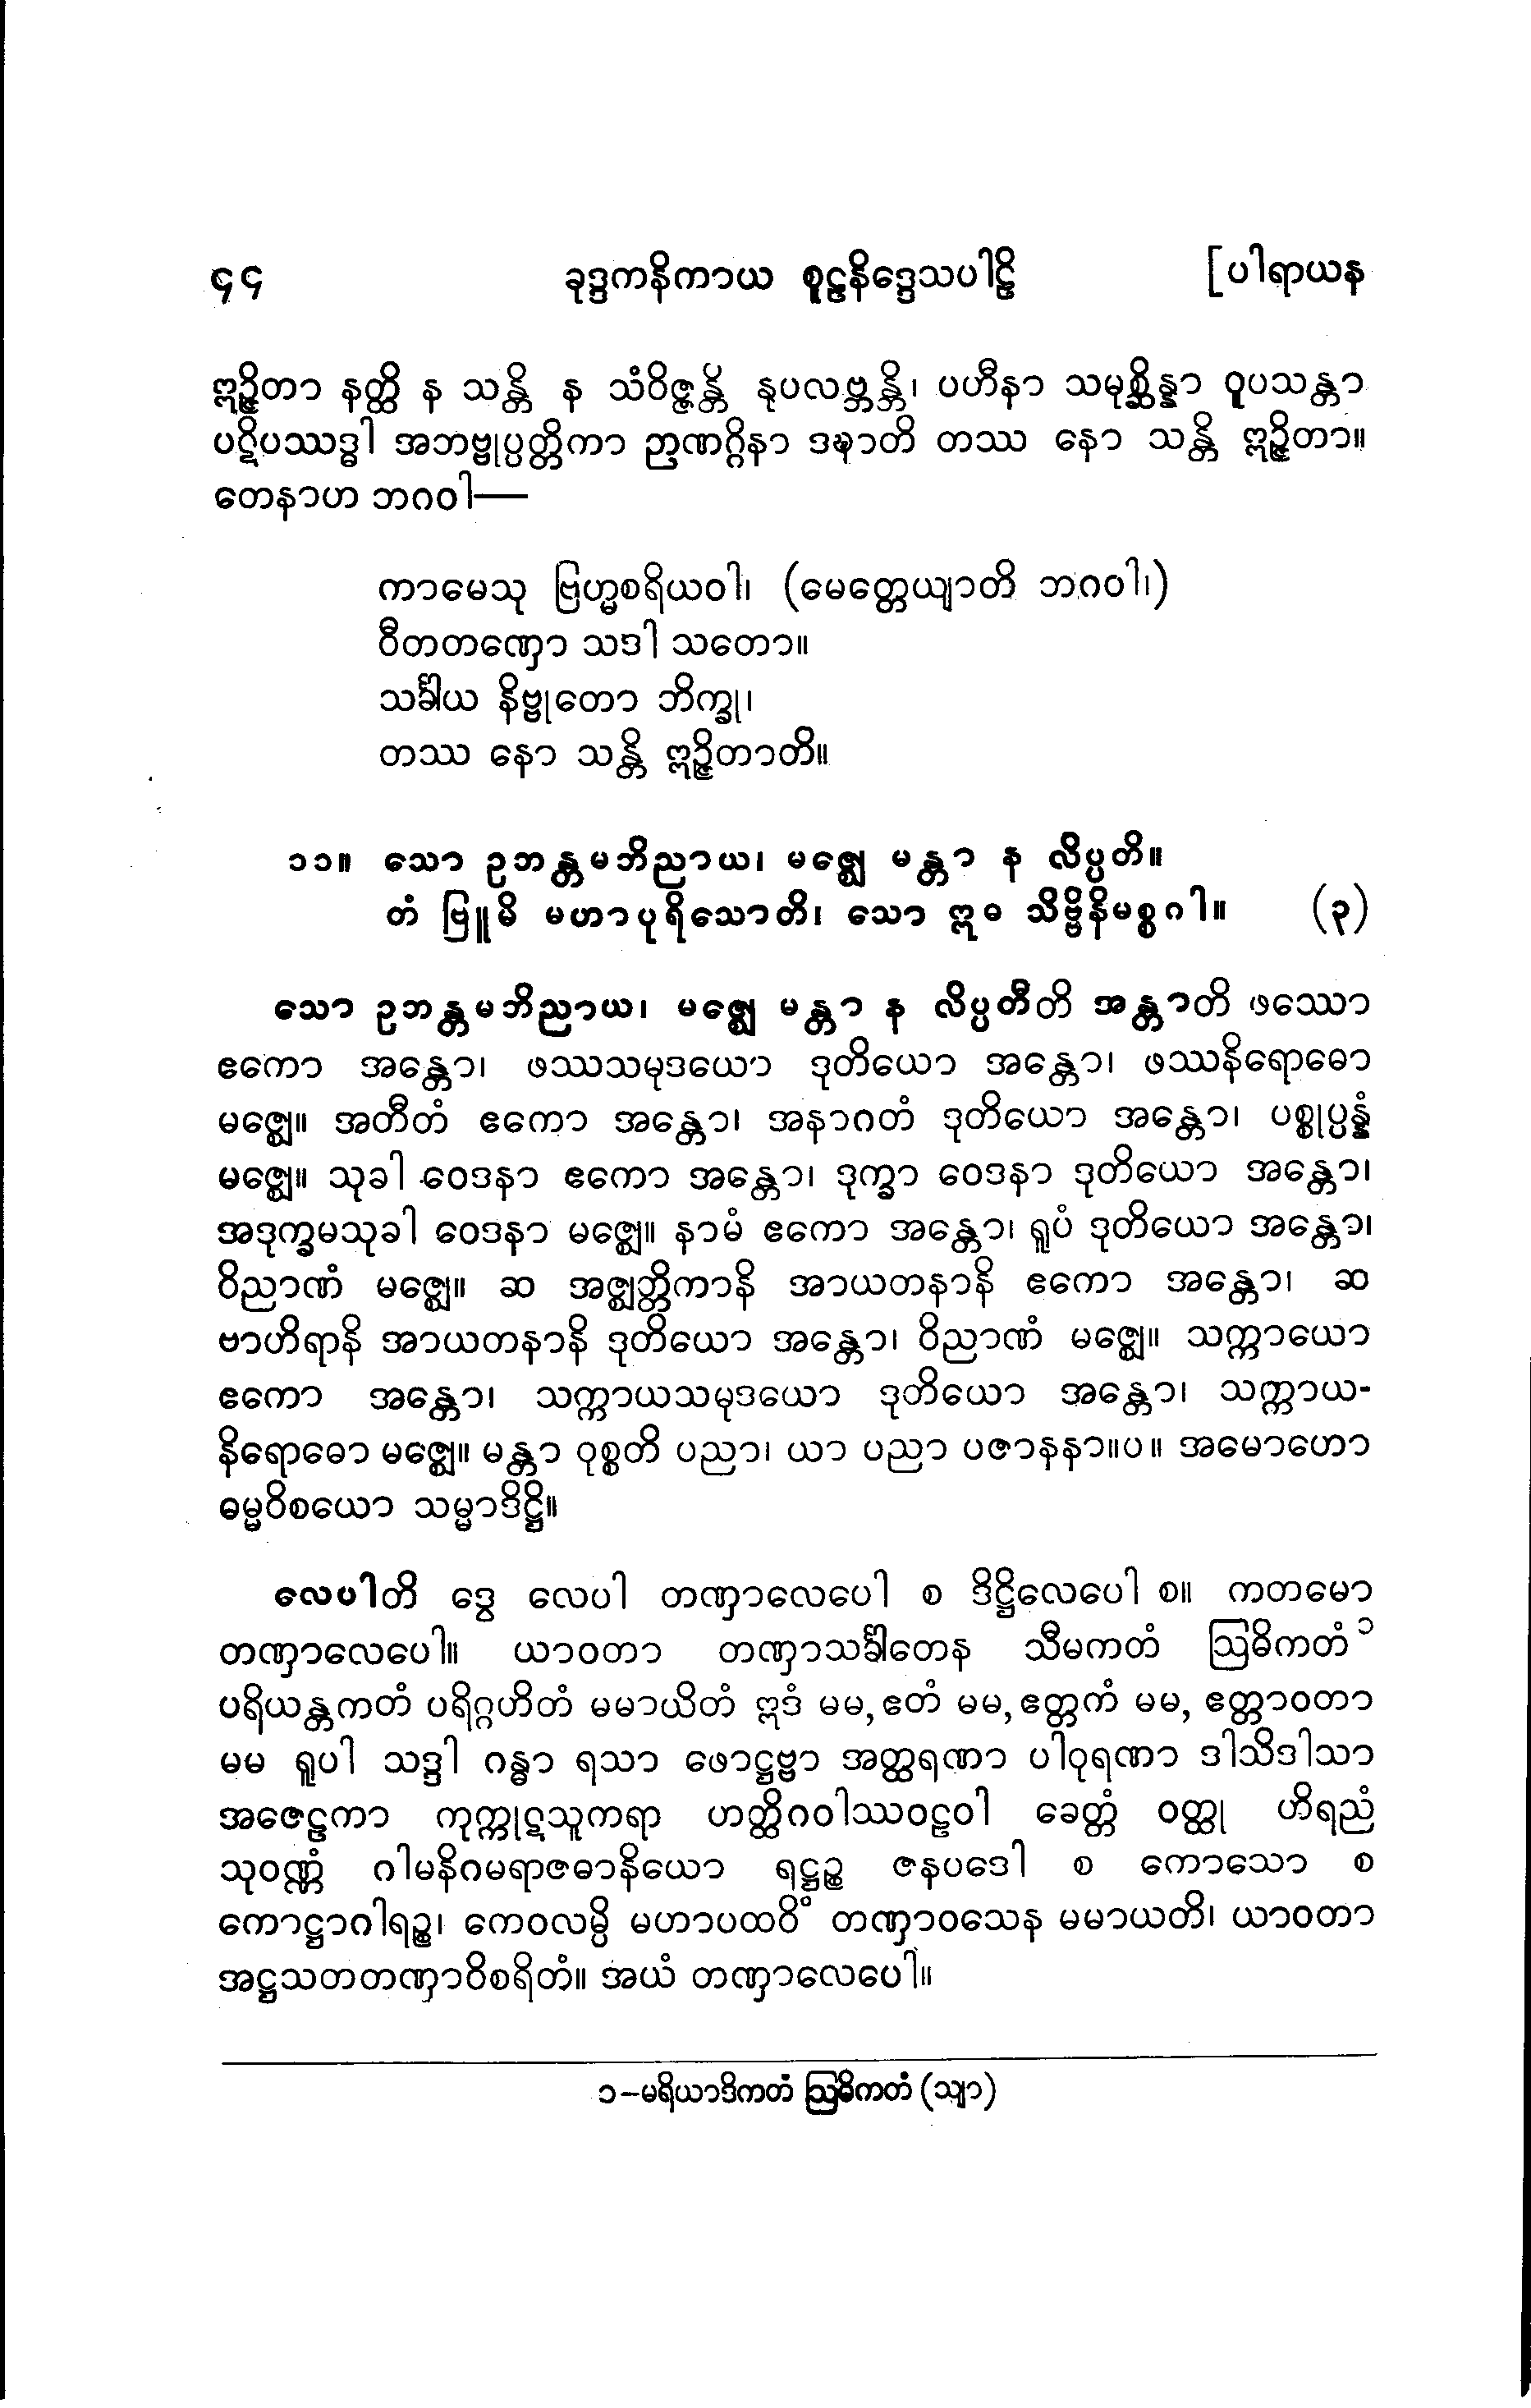 ၄၄ ခုဒ္ဒကနိကာယ စူဠနိဒ္ဒေသပါဠိ [ပါရာယန
ဣဉ္ဇိတာ နတ္ထိ န သန္တိ န သံဝိဇ္ဇန္တိ နုပလဗ္ဘန္တိ၊ ပဟီနာ သမုစ္ဆိန္နာ ဝူပသန္တာ
ပဋိပဿဒ္ဓါ အဘဗ္ဗုပ္ပတ္တိကာ ဉာဏဂ္ဂိနာ ဒဍ္ဎာတိ တဿ နော သန္တိ ဣဉ္ဇိတာ။
တေနာဟ ဘဂဝါ—
ကာမေသု ဗြဟ္မစရိယဝါ၊ (မေတ္တေယျာတိ ဘဂဝါ၊)
ဝီတတဏှော သဒါ သတော။
သင်္ခါယ နိဗ္ဗုတော ဘိက္ခု၊
တဿ နော သန္တိ ဣဉ္ဇိတာတိ။
၁၁။ သော ဥဘန္တမဘိညာယ၊ မဇ္ဈေ မန္တာ န လိပ္ပတိ။
တံ ဗြူမိ မဟာပုရိသောတိ၊ သော ဣဓ သိဗ္ဗိနိမစ္စဂါ။ (၃)
သော ဥဘန္တမဘိညာယ၊ မဇ္ဈေ မန္တာ န လိပ္ပတီတိ အန္တာတိ ဖဿော
ဧကော အန္တော၊ ဖဿသမုဒယော ဒုတိယော အန္တော၊ ဖဿနိရောဓော
မဇ္ဈေ။ အတီတံ ဧကော အန္တော၊ အနာဂတံ ဒုတိယော အန္တော၊ ပစ္စုပ္ပန္နံ
မဇ္ဈေ။ သုခါ ဝေဒနာ ဧကော အန္တော၊ ဒုက္ခာ ဝေဒနာ ဒုတိယော အန္တော၊
အဒုက္ခမသုခါ ဝေဒနာ မဇ္ဈေ။ နာမံ ဧကော အန္တော၊ ရူပံ ဒုတိယော အန္တော၊
ဝိညာဏံ မဇ္ဈေ။ ဆ အဇ္ဈတ္တိကာနိ အာယတနာနိ ဧကော အန္တော၊ ဆ
ဗာဟိရာနိ အာယတနာနိ ဒုတိယော အန္တော၊ ဝိညာဏံ မဇ္ဈေ။ သက္ကာယော
ဧကော အန္တော၊ သက္ကာယသမုဒယော ဒုတိယော အန္တော၊ သက္ကာယ-
နိရောဓော မဇ္ဈေ။ မန္တာ ဝုစ္စတိ ပညာ၊ ယာ ပညာ ပဇာနနာ။ပ။ အမောဟော
ဓမ္မဝိစယော သမ္မာဒိဋ္ဌိ။
လေပါတိ ဒွေ လေပါ တဏှာလေပေါ စ ဒိဋ္ဌိလေပေါ စ။ ကတမော
တဏှာလေပေါ။ ယာဝတာ တဏှာသင်္ခါတေန သီမကတံ ဩဓိကတံ ၁
ပရိယန္တကတံ ပရိဂ္ဂဟိတံ မမာယိတံ ဣဒံ မမ, ဧတံ မမ, ဧတ္တကံ မမ, ဧတ္တာဝတာ
မမ ရူပါ သဒ္ဒါ ဂန္ဓာ ရသာ ဖောဋ္ဌဗ္ဗာ အတ္ထရဏာ ပါဝုရဏာ ဒါသိဒါသာ
အဇေဠကာ ကုက္ကုဋသူကရာ ဟတ္ထိဂဝါဿဝဠဝါ ခေတ္တံ ဝတ္ထု ဟိရညံ
သုဝဏ္ဏံ ဂါမနိဂမရာဇဓာနိယော ရဋ္ဌဉ္စ ဇနပဒေါ စ ကောသော စ
ကောဋ္ဌာဂါရဉ္စ၊ ကေဝလမ္ပိ မဟာပထဝိံ တဏှာဝသေန မမာယတိ၊ ယာဝတာ
အဋ္ဌသတတဏှာဝိစရိတံ။ အယံ တဏှာလေပေါ။
၁-မရိယာဒိကတံ ဩဓိကတံ (သျာ)